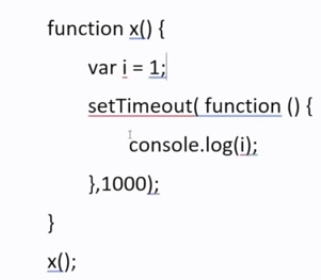 function x() {
var i = 1;
setTimeout( function () {
console.log(i);
},1000);
}
x();